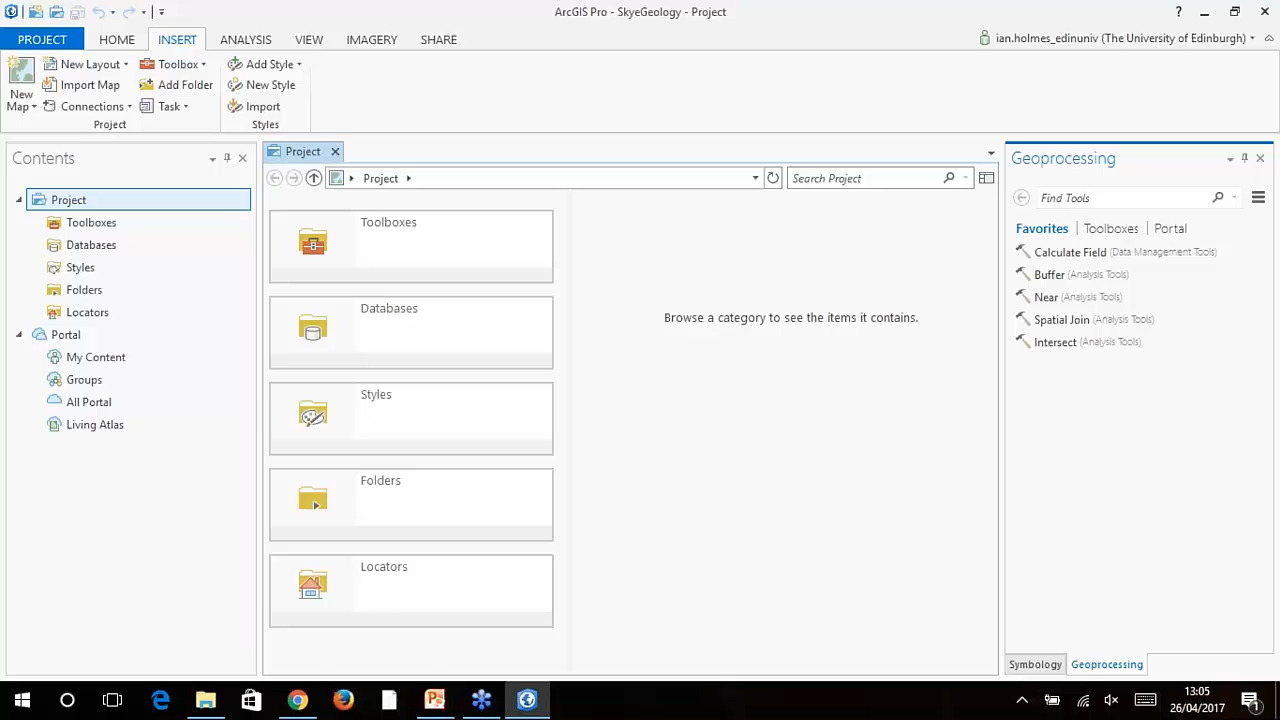 ArcGIS Pro - SkyeGeology - Project
?
PROJECT HOME INSERT ANALYSIS VIEW IMAGERY SHARE
ian.holmes_edinuniv (The University of Edinburgh)
New Map
New Layout
Import Map
Connections
Toolbox
Add Folder
Task
Project
Add Style
New Style
Import
Styles
Contents
Project
Toolboxes
Databases
Styles
Folders
Locators
Portal
My Content
Groups
All Portal
Living Atlas
Project
Project
Search Project
Toolboxes
Databases
Styles
Folders
Locators
Browse a category to see the items it contains.
Geoprocessing
Find Tools
Favorites | Toolboxes | Portal
Calculate Field (Data Management Tools)
Buffer (Analysis Tools)
Near (Analysis Tools)
Spatial Join (Analysis Tools)
Intersect (Analysis Tools)
Symbology Geoprocessing
13:05
26/04/2017
1